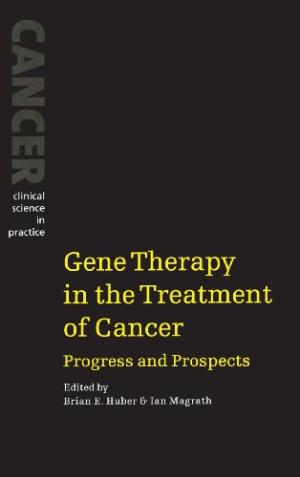 CANCER
clinical
science
in
practice
Gene Therapy
in the Treatment
of Cancer
Progress and Prospects
Edited by
Brian E. Huber & Ian Magrath